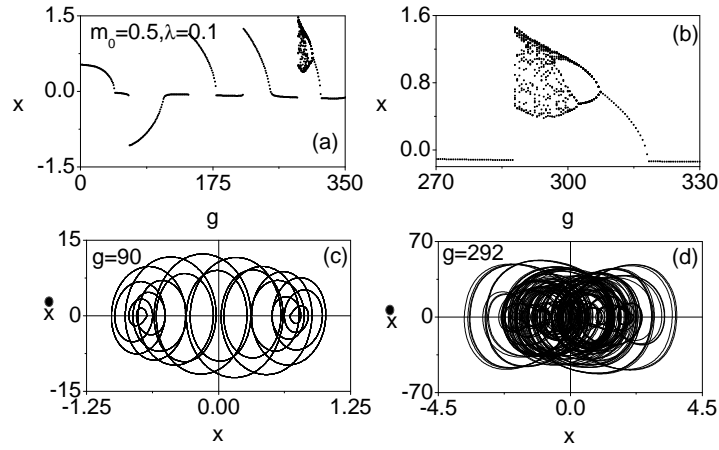 1.5
m0=0.5,λ=0.1
x
0.0
(a)
-1.5
0
175
350
g
1.6
(b)
x
0.8
0.0
270
300
330
g
15
g=90
(c)
ẋ
0
-15
-1.25
0.00
1.25
x
70
g=292
(d)
ẋ
0
-70
-4.5
0.0
4.5
x